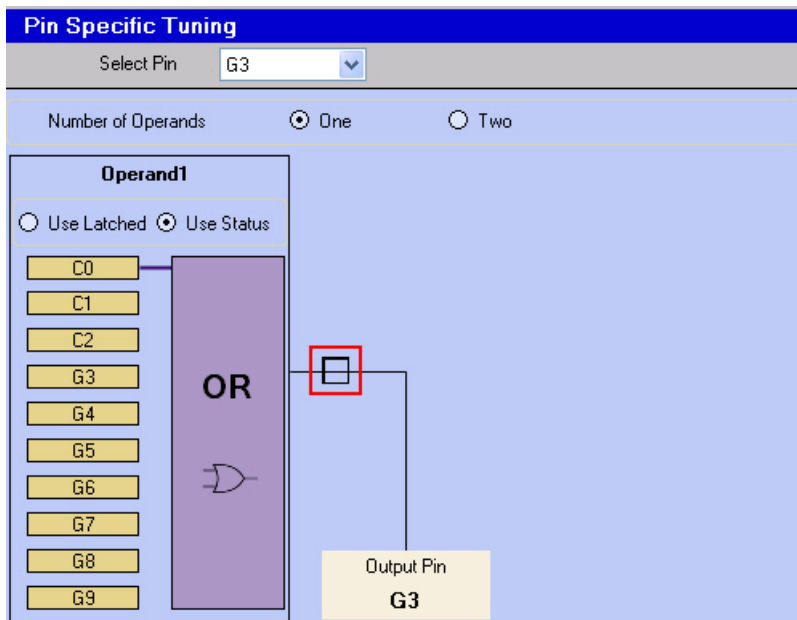 Pin Specific Tuning
Select Pin G3
Number of Operands One Two
Operand1
Use Latched Use Status
C0
C1
C2
G3
G4
G5
G6
G7
G8
G9
OR
Output Pin
G3